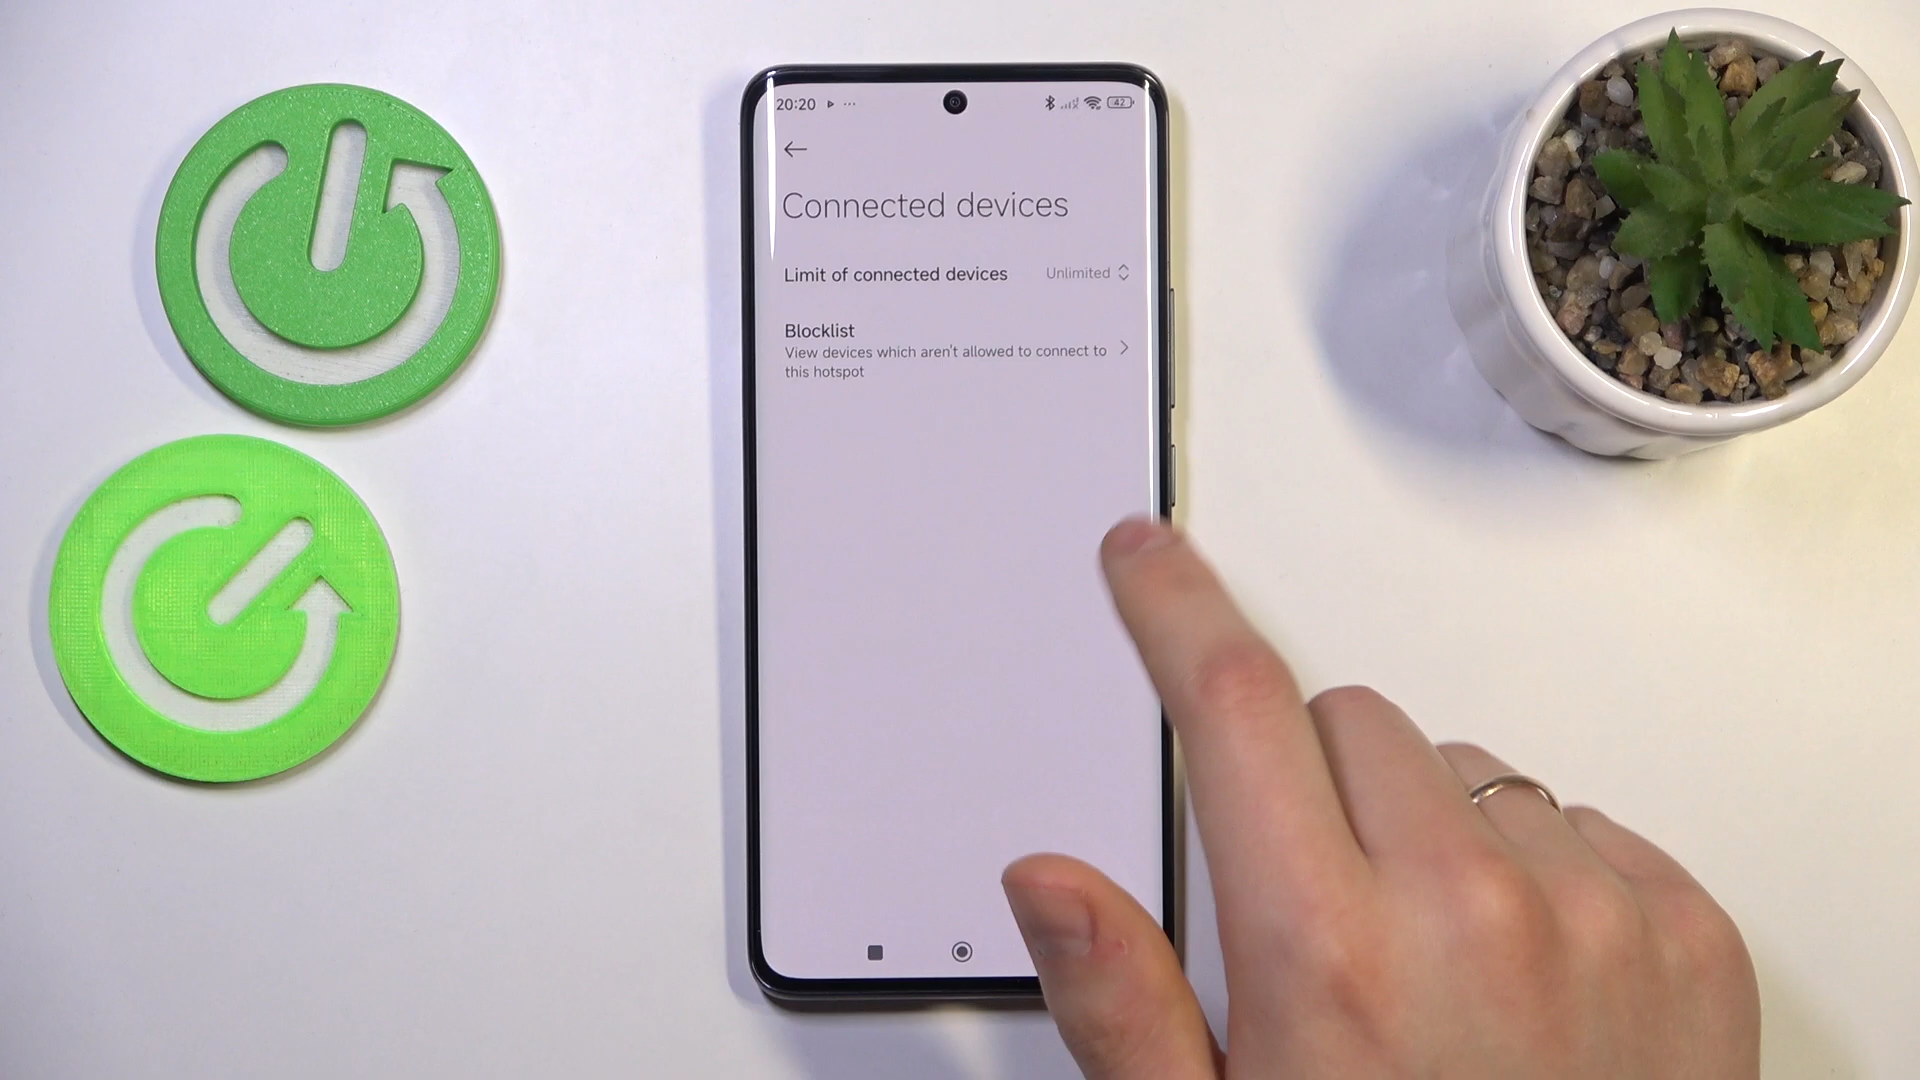 20:20 42
Connected devices
Limit of connected devices Unlimited
Blocklist
View devices which aren't allowed to connect to
this hotspot